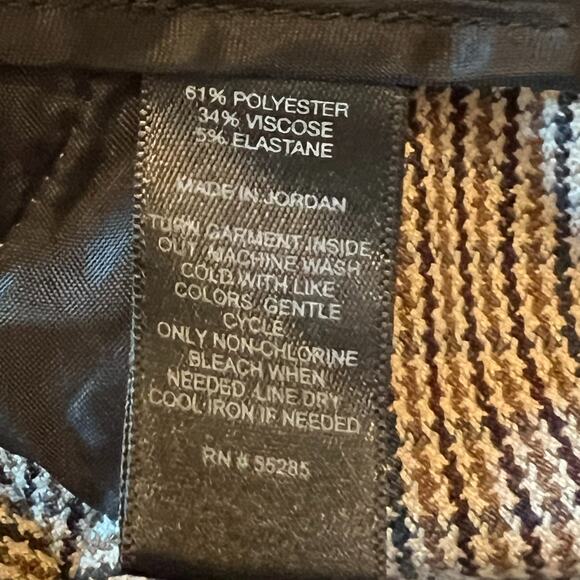 61% POLYESTER
34% VISCOSE
5% ELASTANE
MADE IN JORDAN
TURN GARMENT INSIDE
OUT, MACHINE WASH
COLD WITH LIKE
COLORS, GENTLE
CYCLE
ONLY NON-CHLORINE
BLEACH WHEN
NEEDED, LINE DRY
COOL IRON IF NEEDED
RN # 55285